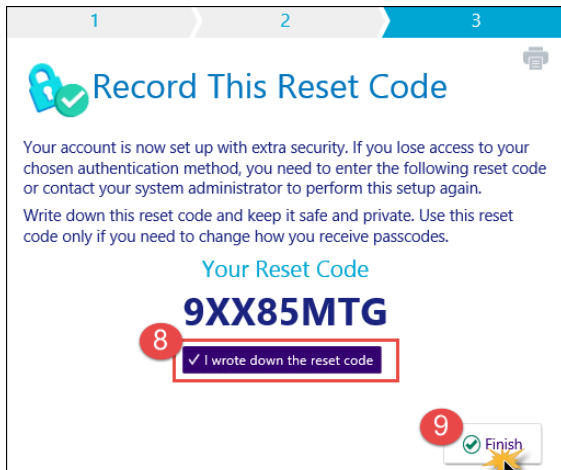 1 2 3
Record This Reset Code
Your account is now set up with extra security. If you lose access to your
chosen authentication method, you need to enter the following reset code
or contact your system administrator to perform this setup again.
Write down this reset code and keep it safe and private. Use this reset
code only if you need to change how you receive passcodes.
Your Reset Code
9XX85MTG
8
✓ I wrote down the reset code
9
Finish